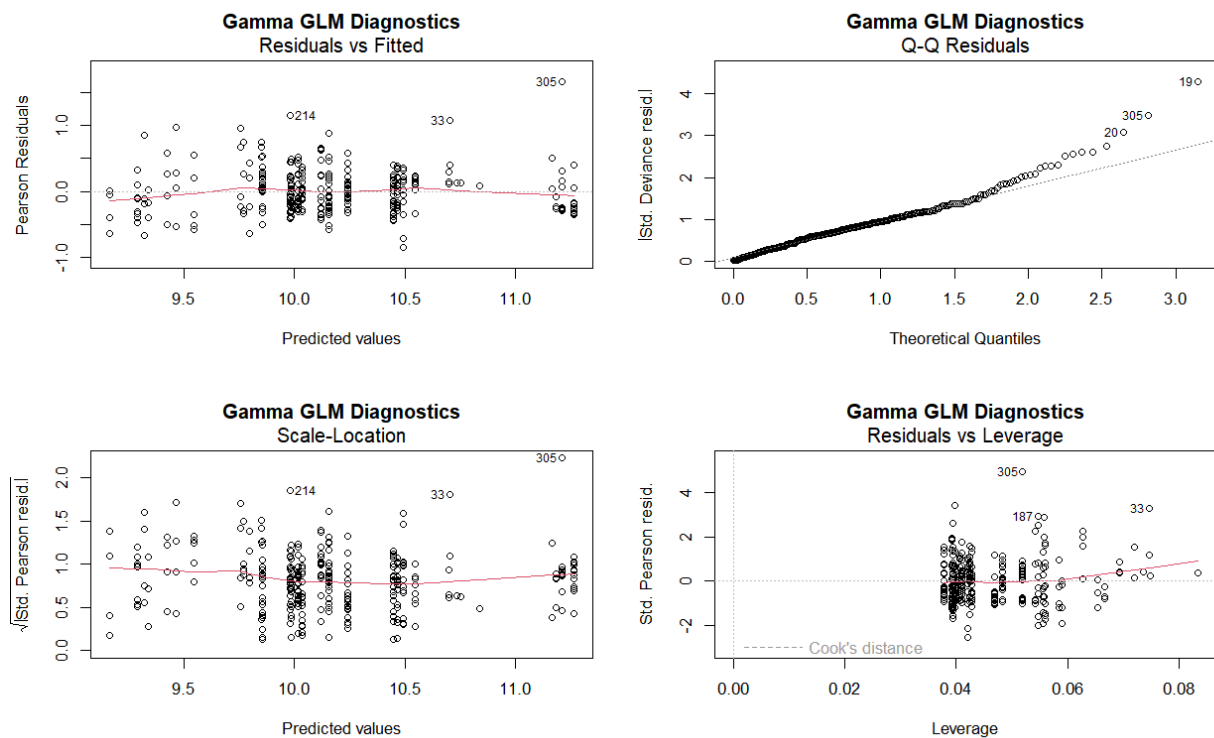 Gamma GLM Diagnostics
Residuals vs Fitted
Pearson Residuals
1.0
0.0
-1.0
305
214
33
9.5 10.0 10.5 11.0
Predicted values
Gamma GLM Diagnostics
Q-Q Residuals
|Std. Deviance resid.|
4
3
2
1
0
19
305
20
0.0 0.5 1.0 1.5 2.0 2.5 3.0
Theoretical Quantiles
Gamma GLM Diagnostics
Scale-Location
√|Std. Pearson resid.|
2.0
1.5
1.0
0.5
0.0
305
214
33
9.5 10.0 10.5 11.0
Predicted values
Gamma GLM Diagnostics
Residuals vs Leverage
Std. Pearson resid.
4
2
0
-2
305
187
33
Cook's distance
0.00 0.02 0.04 0.06 0.08
Leverage